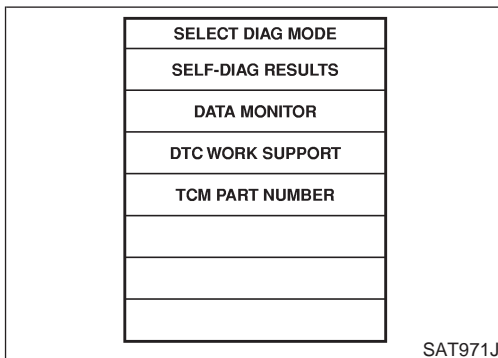 SELECT DIAG MODE
SELF-DIAG RESULTS
DATA MONITOR
DTC WORK SUPPORT
TCM PART NUMBER
SAT971J